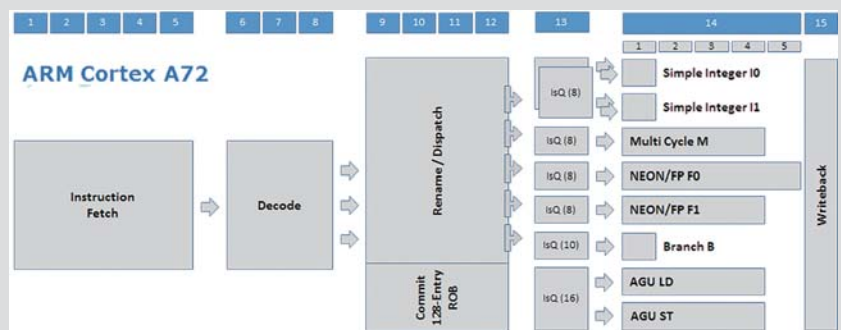 1 2 3 4 5 6 7 8 9 10 11 12 13 14 15
1 2 3 4 5
ARM Cortex A72
Instruction
Fetch
Decode
Rename / Dispatch
Commit
128-Entry
ROB
IsQ (8)
IsQ (8)
IsQ (8)
IsQ (8)
IsQ (10)
IsQ (16)
Simple Integer I0
Simple Integer I1
Multi Cycle M
NEON/FP F0
NEON/FP F1
Branch B
AGU LD
AGU ST
Writeback